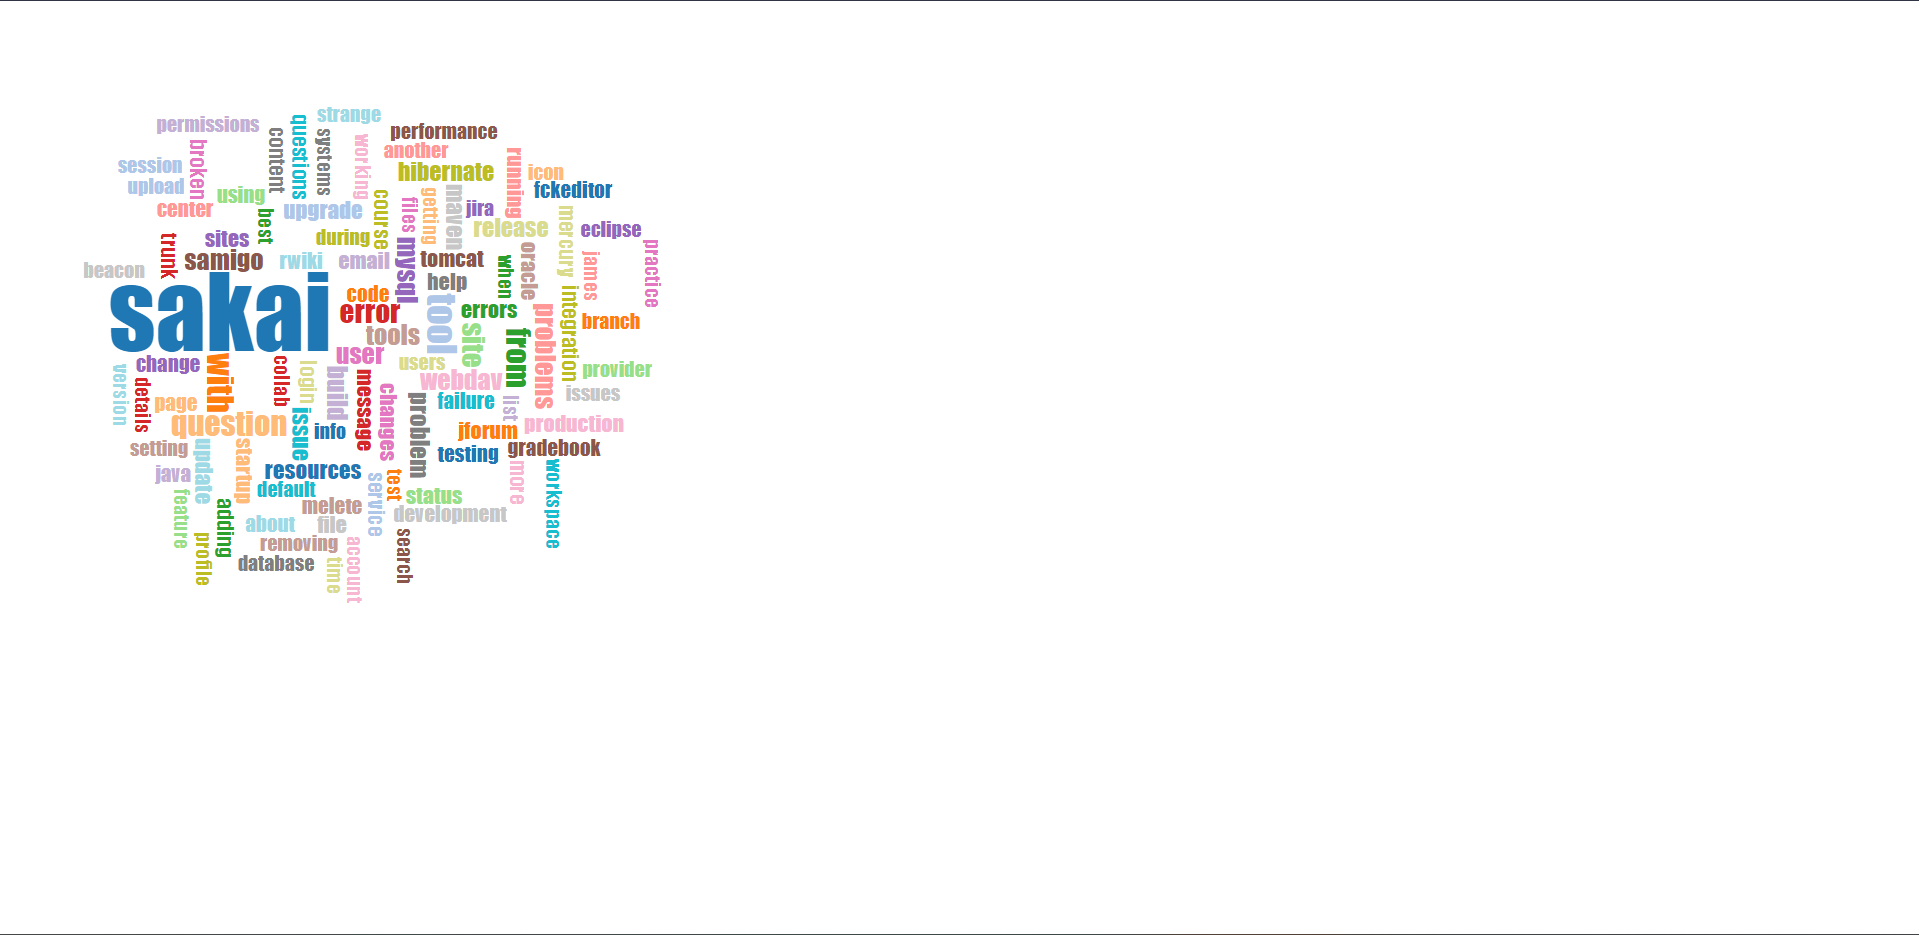 strange
permissions
questions
performance
content
systems
working
another
broken
running
session
hibernate
icon
upload
fckeditor
using
getting
maven
course
files
center
best
upgrade
jira
mercury
release
eclipse
trunk
sites
during
mysql
practice
samigo
rwiki
email
tomcat
when
oracle
james
beacon
sakai
code
help
integration
error
tool
errors
problems
branch
tools
site
from
user
change
with
collab
login
users
provider
version
details
build
message
changes
webdav
issues
page
problem
failure
list
question
issue
info
jforum
production
setting
update
startup
testing
gradebook
java
resources
more
workspace
feature
default
service
test
status
adding
melete
development
about
file
profile
removing
account
search
database
time